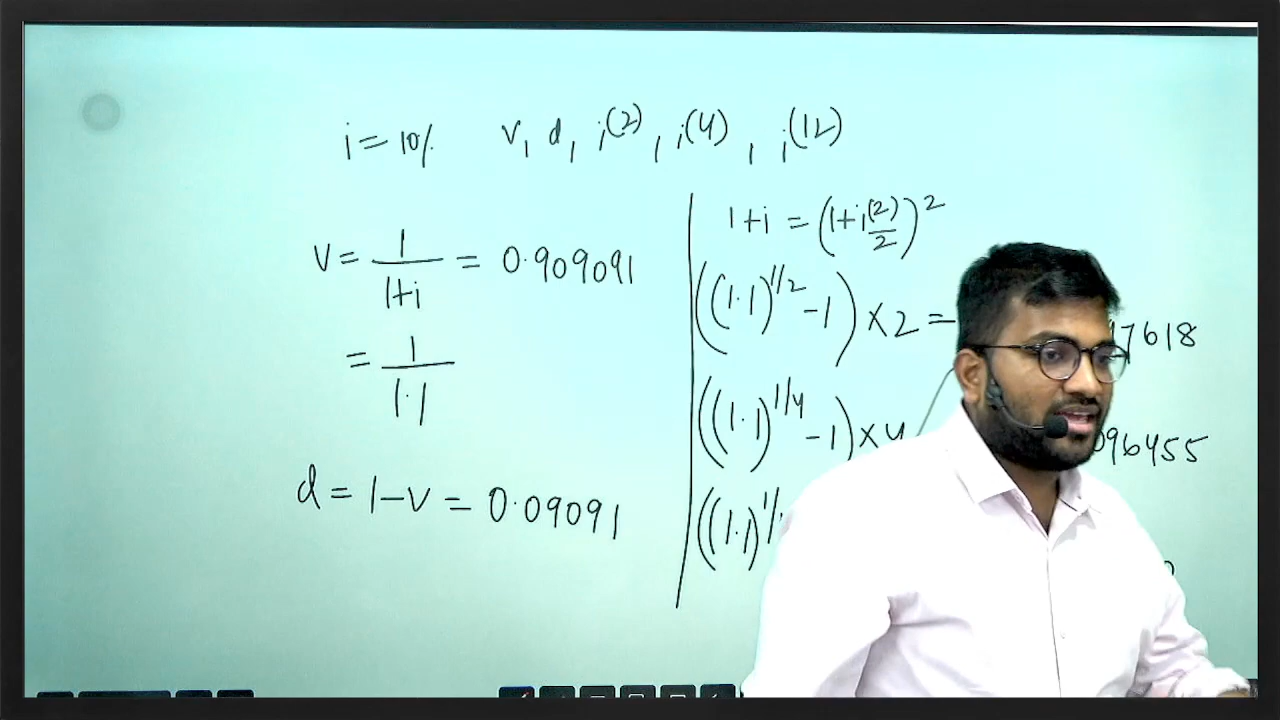 i = 10% v, d, i^(2), i^(4), i^(12)
v = 1/(1+i) = 0.909091
= 1/1.1
d = 1-v = 0.09091
1+i = (1+i^(2)/2)^2
((1.1)^1/2 - 1) × 2 = 7618
((1.1)^1/4 - 1) × 4 096455
((1.1)^1/